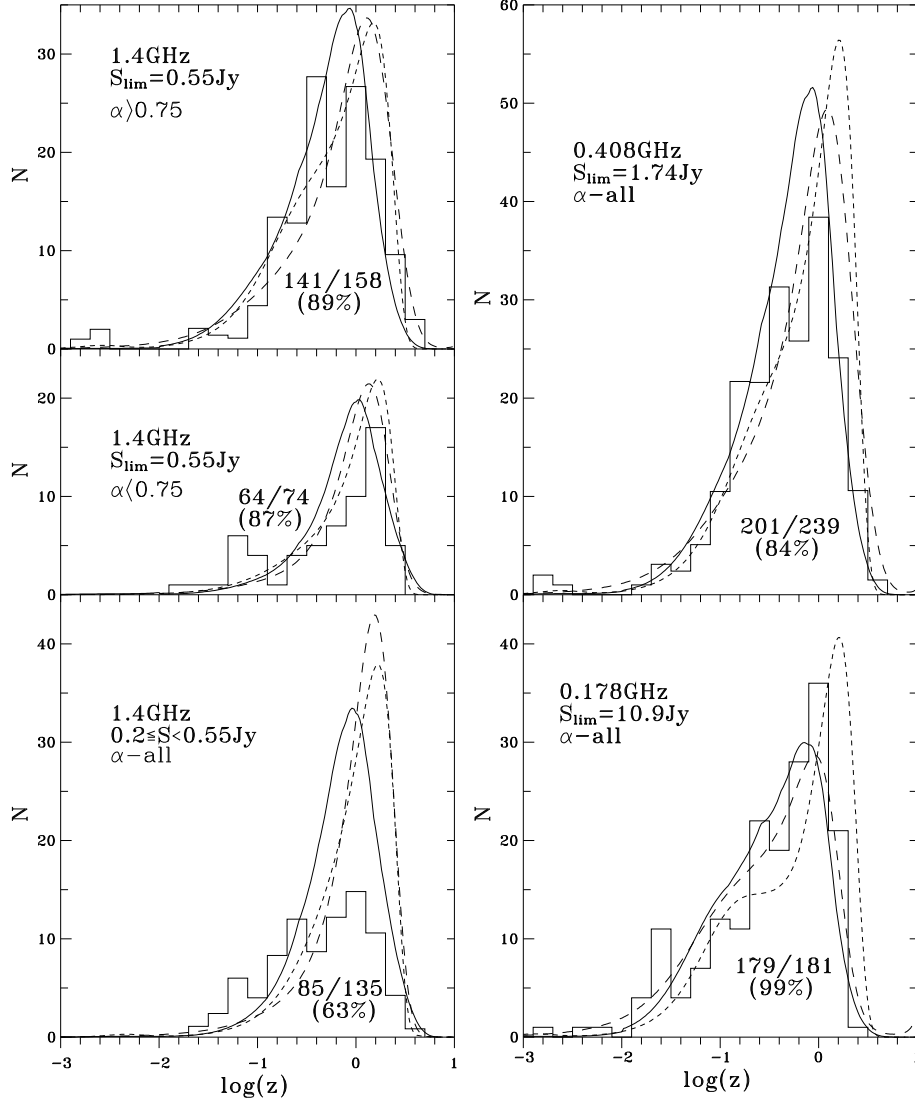 30
20
10
0
N
1.4GHz
S_lim=0.55Jy
α⟩0.75
141/158
(89%)
20
10
0
N
1.4GHz
S_lim=0.55Jy
α⟨0.75
64/74
(87%)
40
30
20
10
0
N
1.4GHz
0.2≦S<0.55Jy
α-all
85/135
(63%)
-3 -2 -1 0 1
log(z)
60
50
40
30
20
10
0
N
0.408GHz
S_lim=1.74Jy
α-all
201/239
(84%)
40
30
20
10
0
N
0.178GHz
S_lim=10.9Jy
α-all
179/181
(99%)
-3 -2 -1 0 1
log(z)